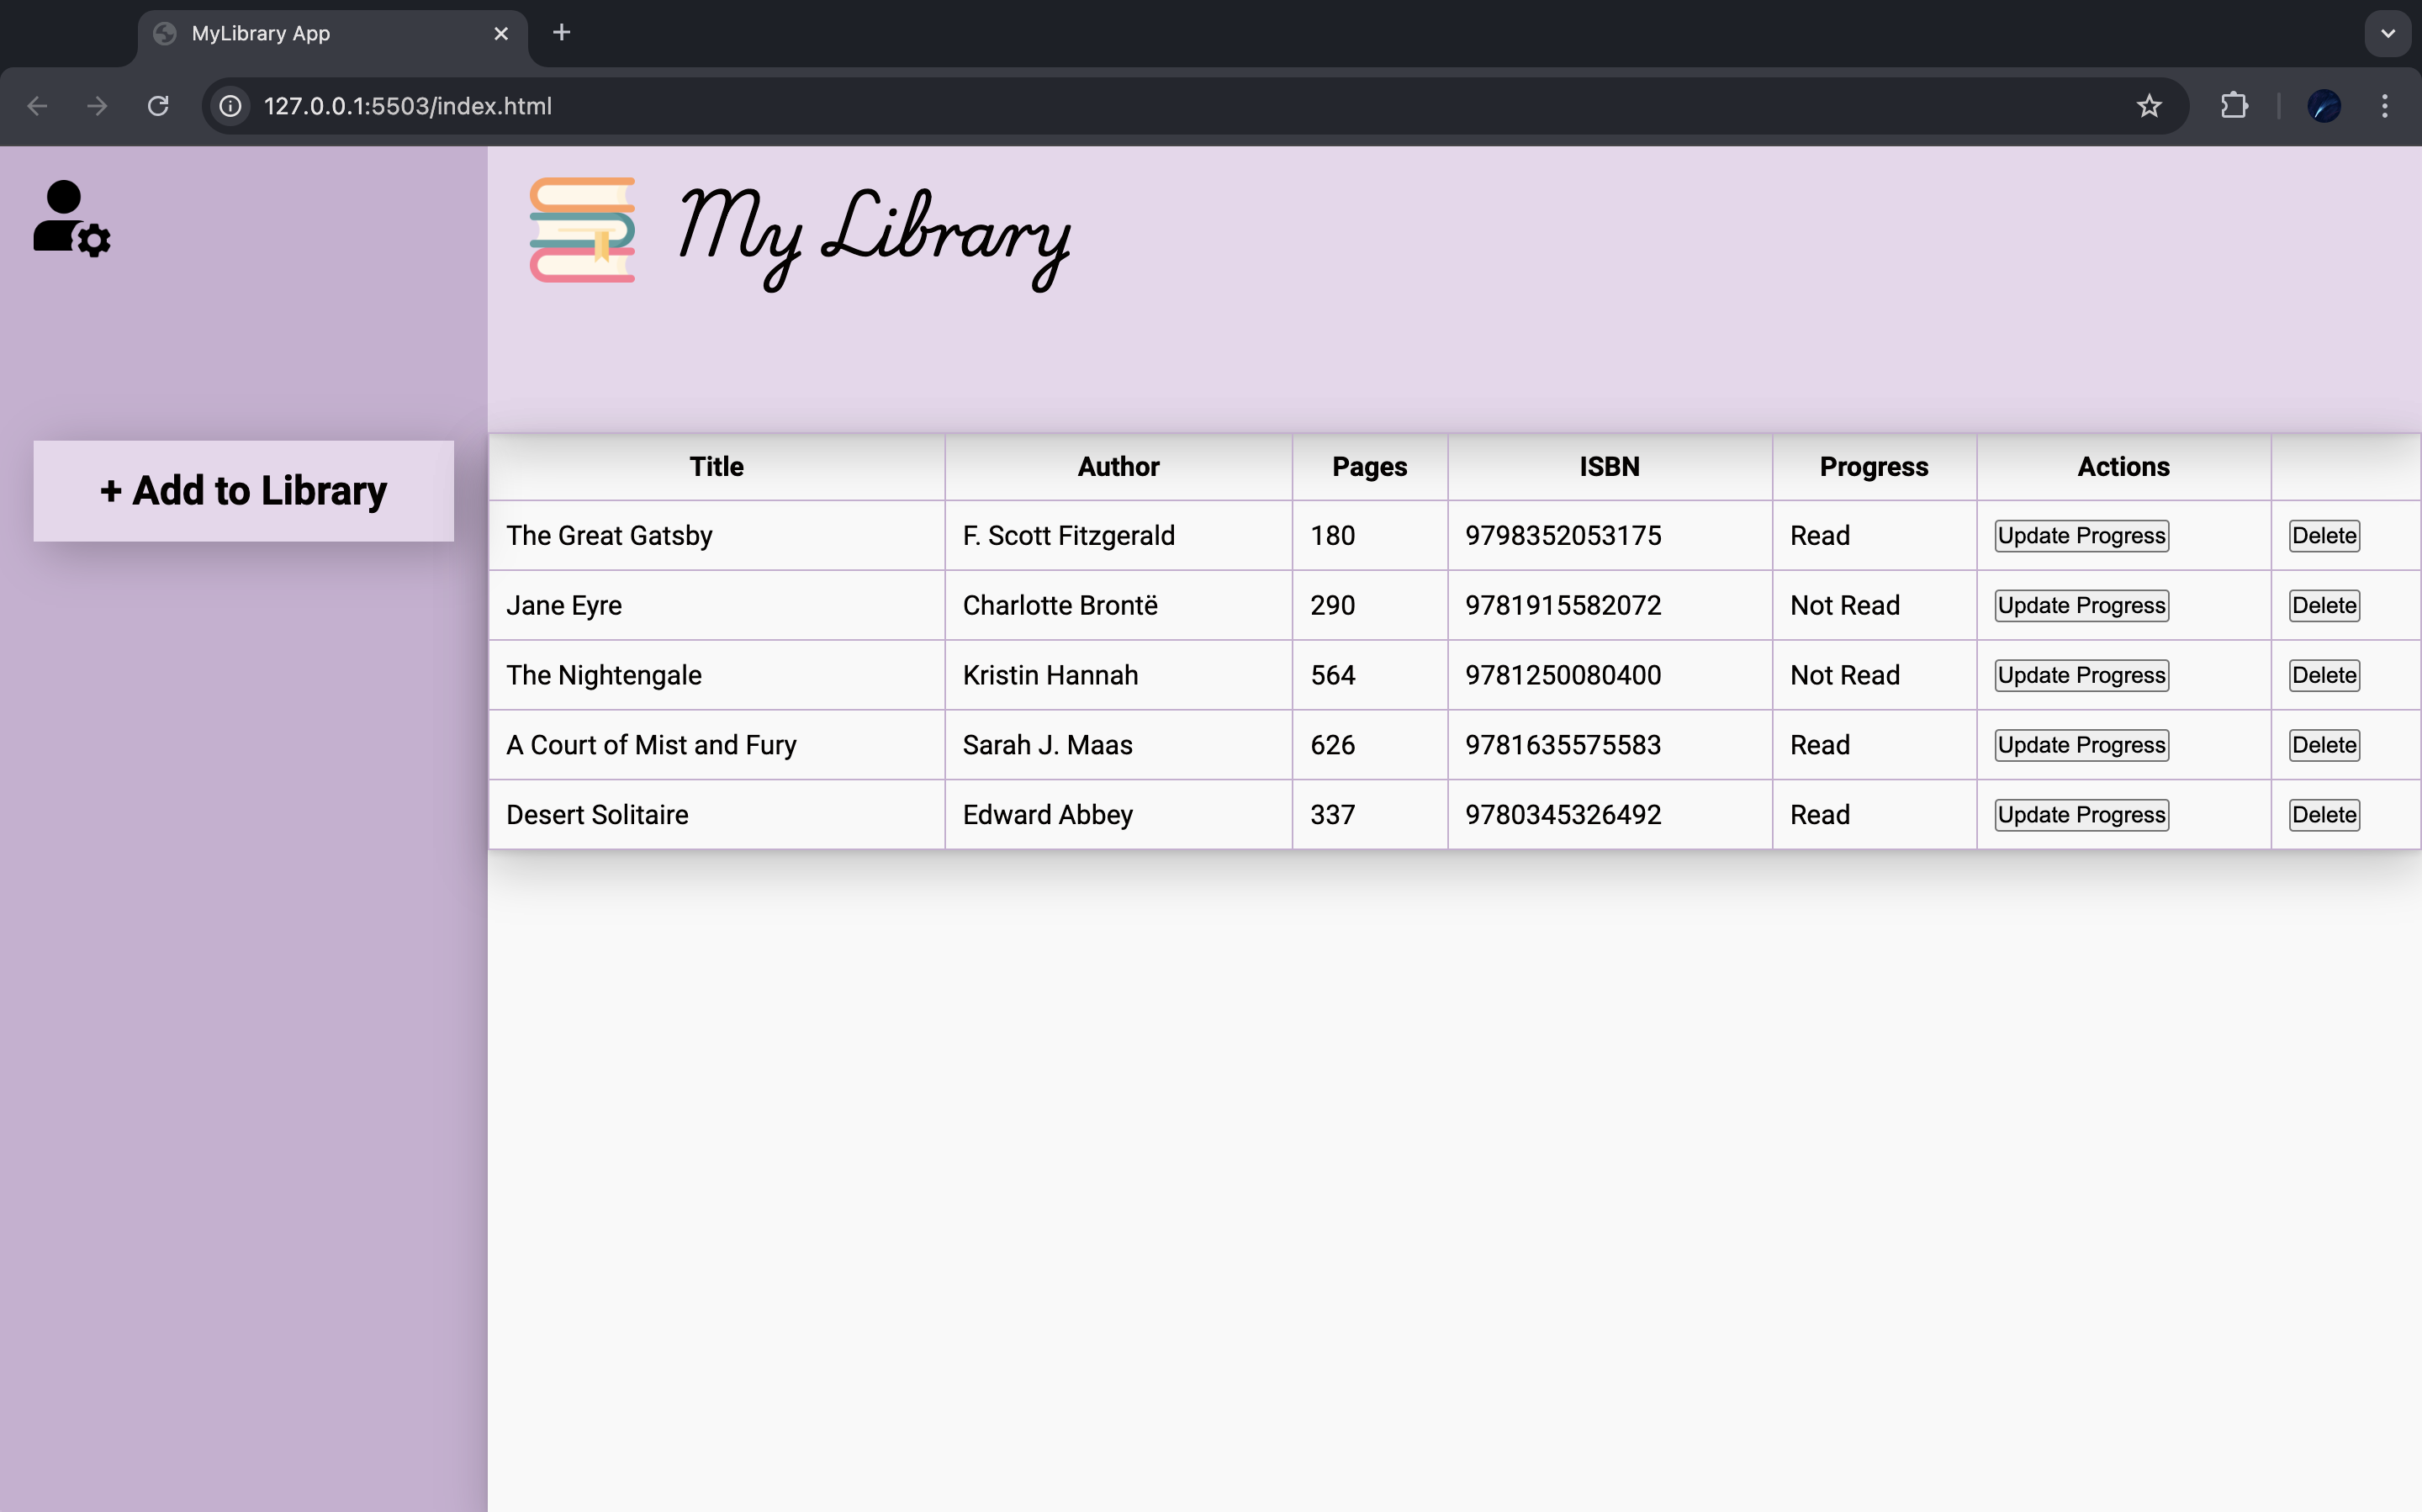 MyLibrary App
127.0.0.1:5503/index.html
My Library
+ Add to Library
Title Author Pages ISBN Progress Actions
The Great Gatsby F. Scott Fitzgerald 180 9798352053175 Read Update Progress Delete
Jane Eyre Charlotte Brontë 290 9781915582072 Not Read Update Progress Delete
The Nightengale Kristin Hannah 564 9781250080400 Not Read Update Progress Delete
A Court of Mist and Fury Sarah J. Maas 626 9781635575583 Read Update Progress Delete
Desert Solitaire Edward Abbey 337 9780345326492 Read Update Progress Delete